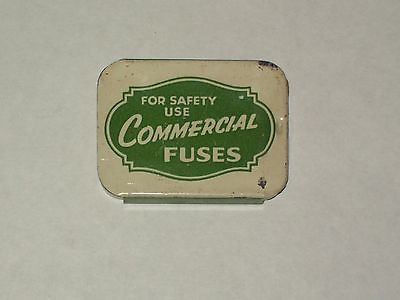 FOR SAFETY
USE
COMMERCIAL
FUSES